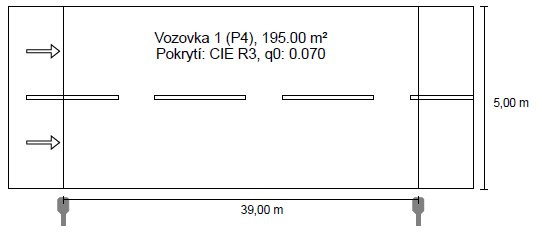 Vozovka 1 (P4), 195.00 m²
Pokrytí: CIE R3, q0: 0.070
5,00 m
39,00 m